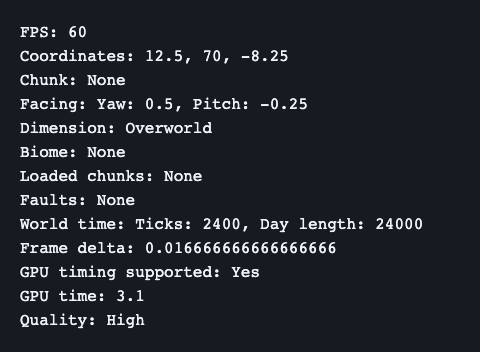 FPS: 60
Coordinates: 12.5, 70, -8.25
Chunk: None
Facing: Yaw: 0.5, Pitch: -0.25
Dimension: Overworld
Biome: None
Loaded chunks: None
Faults: None
World time: Ticks: 2400, Day length: 24000
Frame delta: 0.016666666666666666
GPU timing supported: Yes
GPU time: 3.1
Quality: High